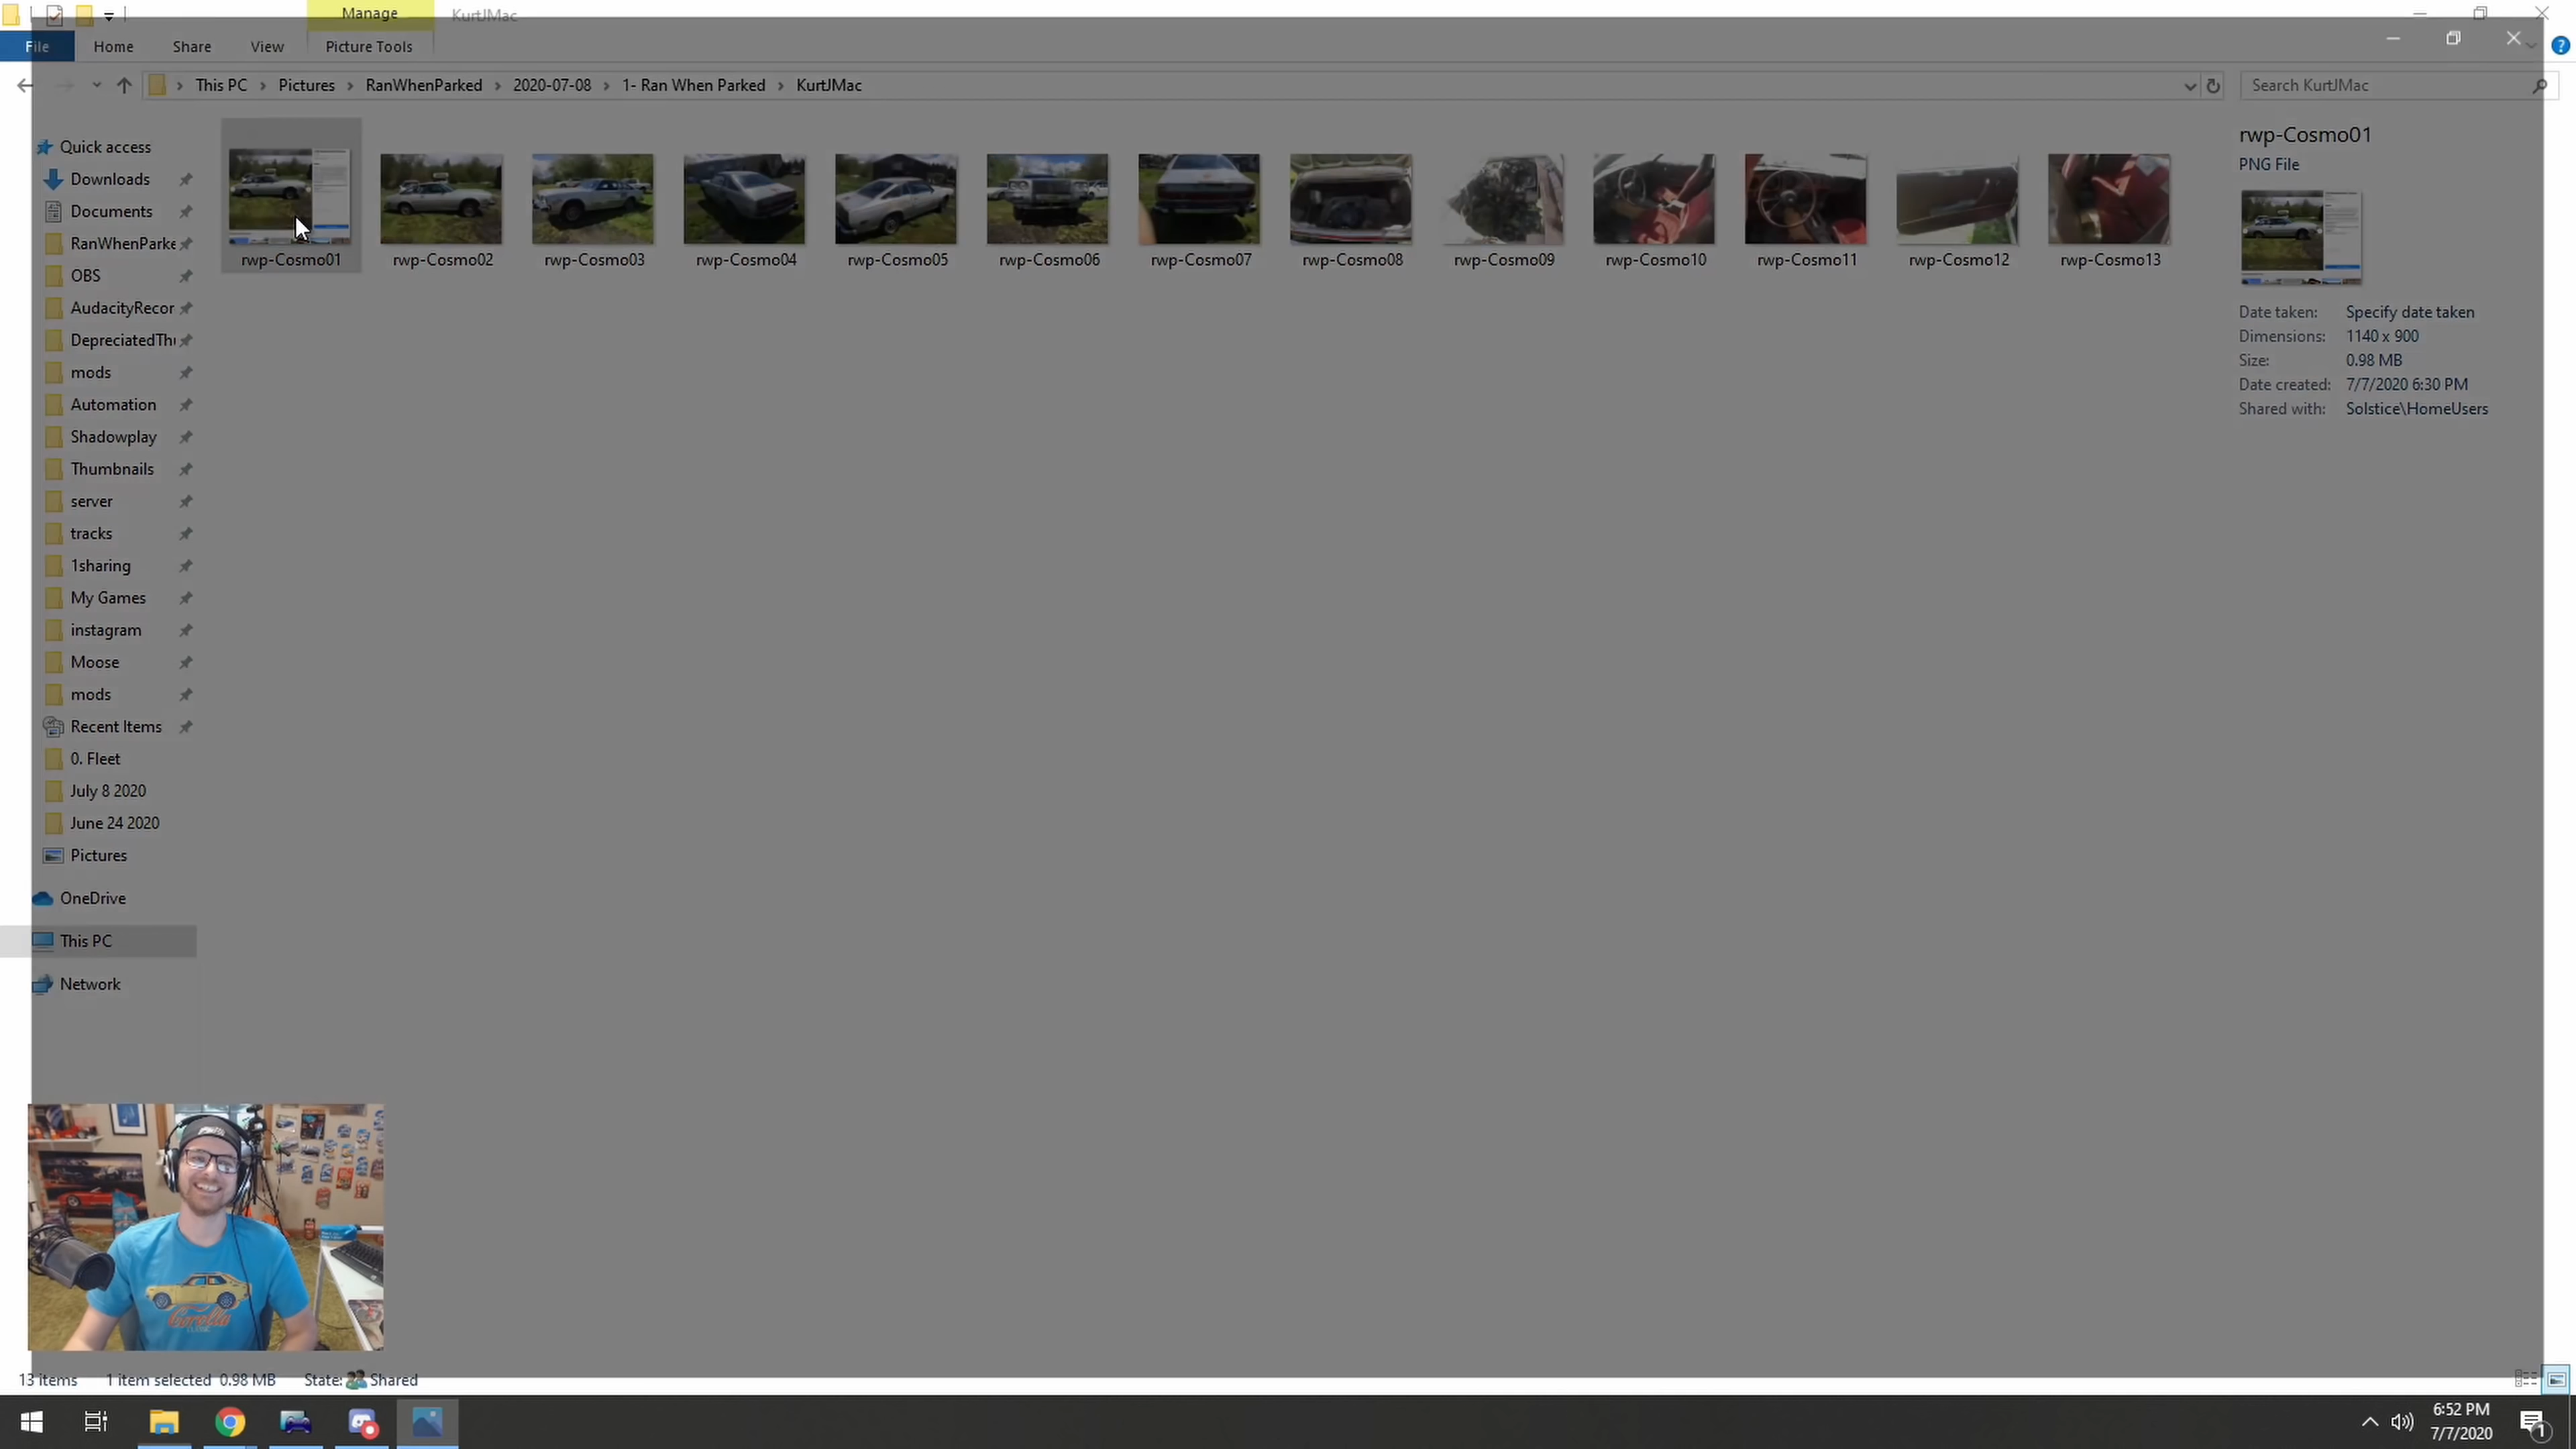 Manage
KurtJMac
File
Home
Share
View
Picture Tools
This PC
Pictures
RanWhenParked
2020-07-08
1- Ran When Parked
KurtJMac
Search KurtJMac
Quick access
Downloads
Documents
RanWhenParke
OBS
AudacityRecor
DepreciatedThu
mods
Automation
Shadowplay
Thumbnails
server
tracks
1sharing
My Games
instagram
Moose
mods
Recent Items
0. Fleet
July 8 2020
June 24 2020
Pictures
OneDrive
This PC
Network
rwp-Cosmo01
rwp-Cosmo02
rwp-Cosmo03
rwp-Cosmo04
rwp-Cosmo05
rwp-Cosmo06
rwp-Cosmo07
rwp-Cosmo08
rwp-Cosmo09
rwp-Cosmo10
rwp-Cosmo11
rwp-Cosmo12
rwp-Cosmo13
rwp-Cosmo01
PNG File
Date taken: Specify date taken
Dimensions: 1140 x 900
Size: 0.98 MB
Date created: 7/7/2020 6:30 PM
Shared with: Solstice\HomeUsers
Corolla
13 items 1 item selected 0.98 MB State: Shared
6:52 PM
7/7/2020
1